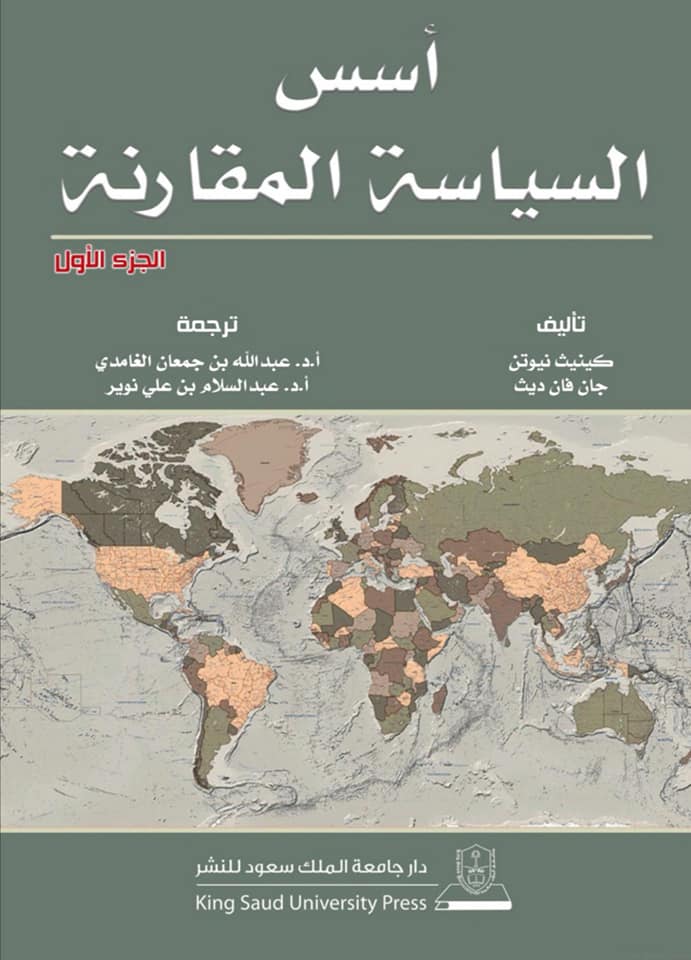 أسس
السياسة المقارنة
الجزء الأول
تأليف
كينيث نيوتن
جان فان ديث
ترجمة
أ.د. عبدالله بن جمعان الغامدي
أ.د. عبدالسلام بن علي نوير
دار جامعة الملك سعود للنشر
King Saud University Press